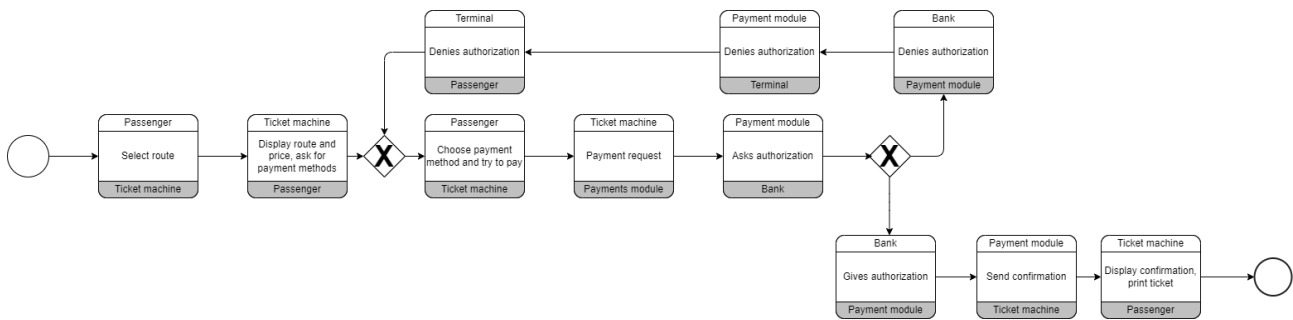 Terminal
Denies authorization
Passenger
Payment module
Denies authorization
Terminal
Bank
Denies authorization
Payment module
Passenger
Select route
Ticket machine
Ticket machine
Display route and
price, ask for
payment methods
Passenger
X
Passenger
Choose payment
method and try to pay
Ticket machine
Ticket machine
Payment request
Payments module
Payment module
Asks authorization
Bank
X
Bank
Gives authorization
Payment module
Payment module
Send confirmation
Ticket machine
Ticket machine
Display confirmation,
print ticket
Passenger